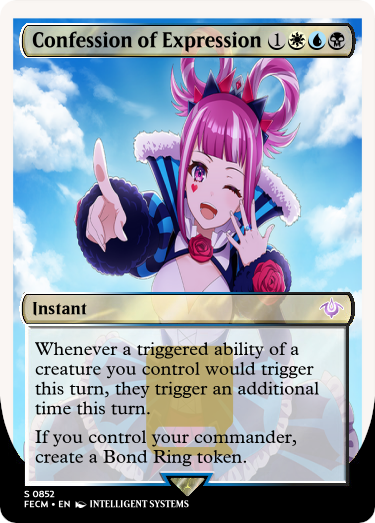 Confession of Expression 1
Instant
Whenever a triggered ability of a
creature you control would trigger
this turn, they trigger an additional
time this turn.
If you control your commander,
create a Bond Ring token.
S 0852
FECM • EN INTELLIGENT SYSTEMS